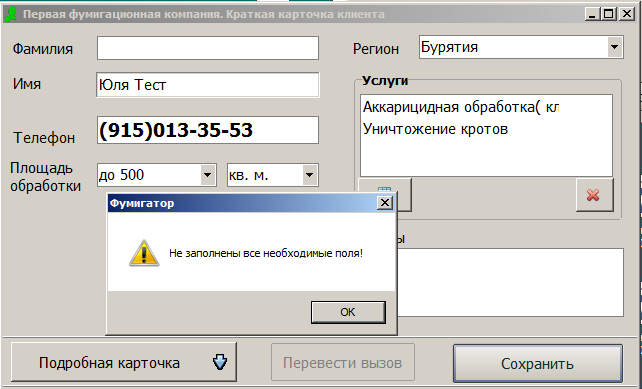 Первая фумигационная компания. Краткая карточка клиента
Фамилия
Регион
Бурятия
Имя
Юля Тест
Услуги
Аккарицидная обработка( кл
Уничтожение кротов
Телефон
(915)013-35-53
Площадь
обработки
до 500
кв. м.
Фумигатор
Не заполнены все необходимые поля!
OK
Подробная карточка
Перевести вызов
Сохранить